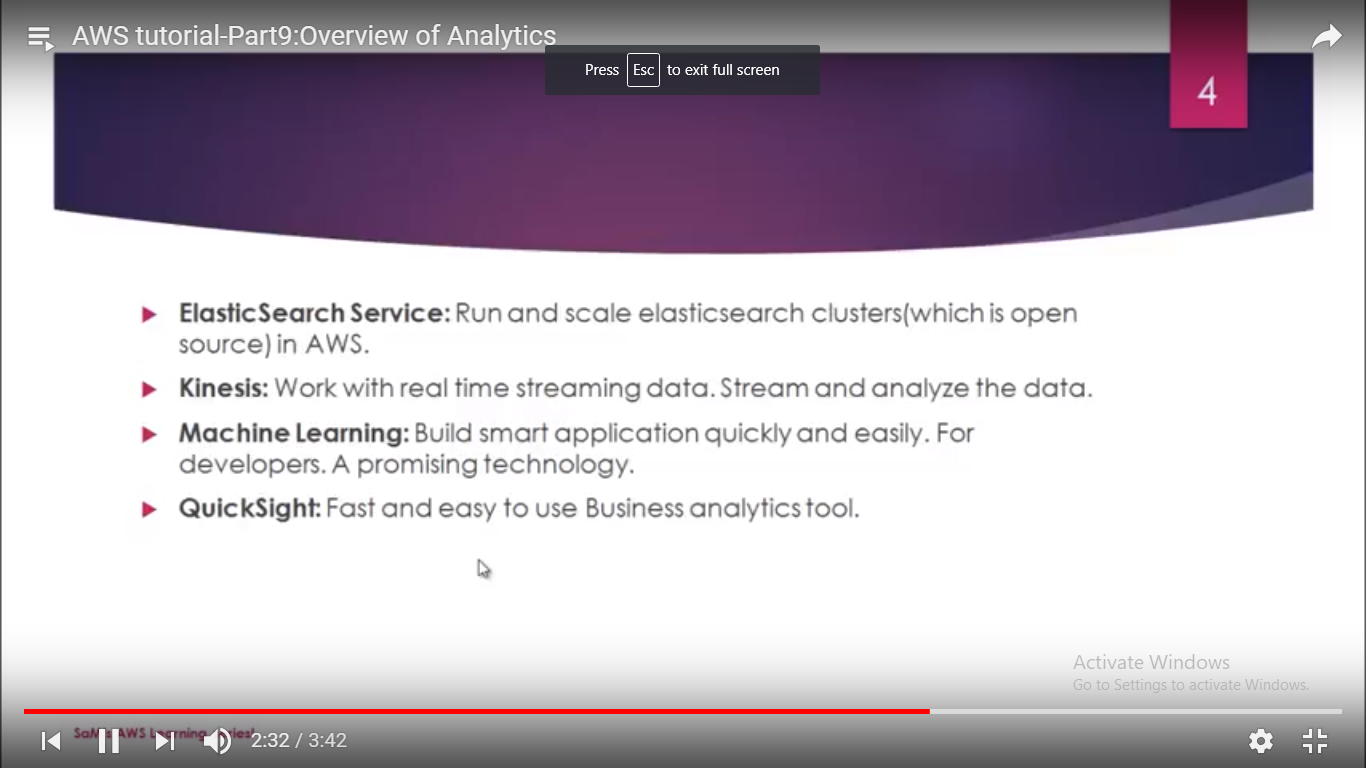 AWS tutorial-Part9:Overview of Analytics
Press Esc to exit full screen
4
ElasticSearch Service: Run and scale elasticsearch clusters(which is open
source) in AWS.
Kinesis: Work with real time streaming data. Stream and analyze the data.
Machine Learning: Build smart application quickly and easily. For
developers. A promising technology.
QuickSight: Fast and easy to use Business analytics tool.
Activate Windows
Go to Settings to activate Windows.
AWS
2:32 / 3:42